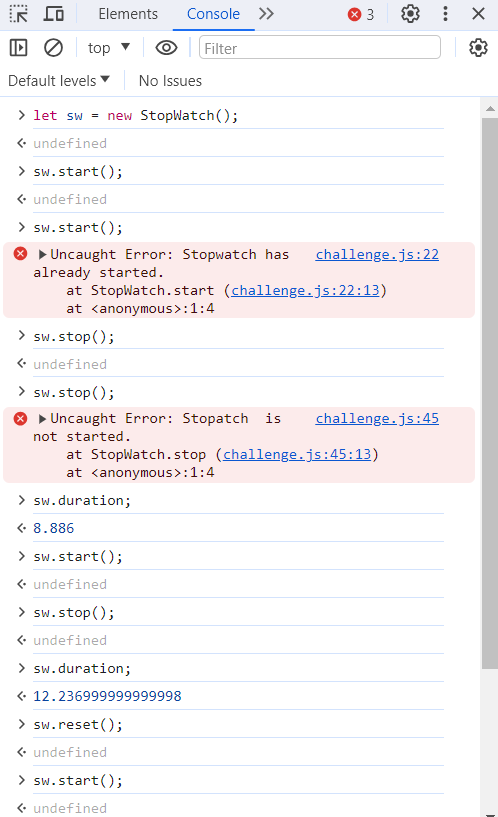 Elements Console 3
top Filter
Default levels No Issues
let sw = new StopWatch();
undefined
sw.start();
undefined
sw.start();
Uncaught Error: Stopwatch has challenge.js:22
already started.
at StopWatch.start (challenge.js:22:13)
at <anonymous>:1:4
sw.stop();
undefined
sw.stop();
Uncaught Error: Stopatch  is challenge.js:45
not started.
at StopWatch.stop (challenge.js:45:13)
at <anonymous>:1:4
sw.duration;
8.886
sw.start();
undefined
sw.stop();
undefined
sw.duration;
12.236999999999998
sw.reset();
undefined
sw.start();
undefined